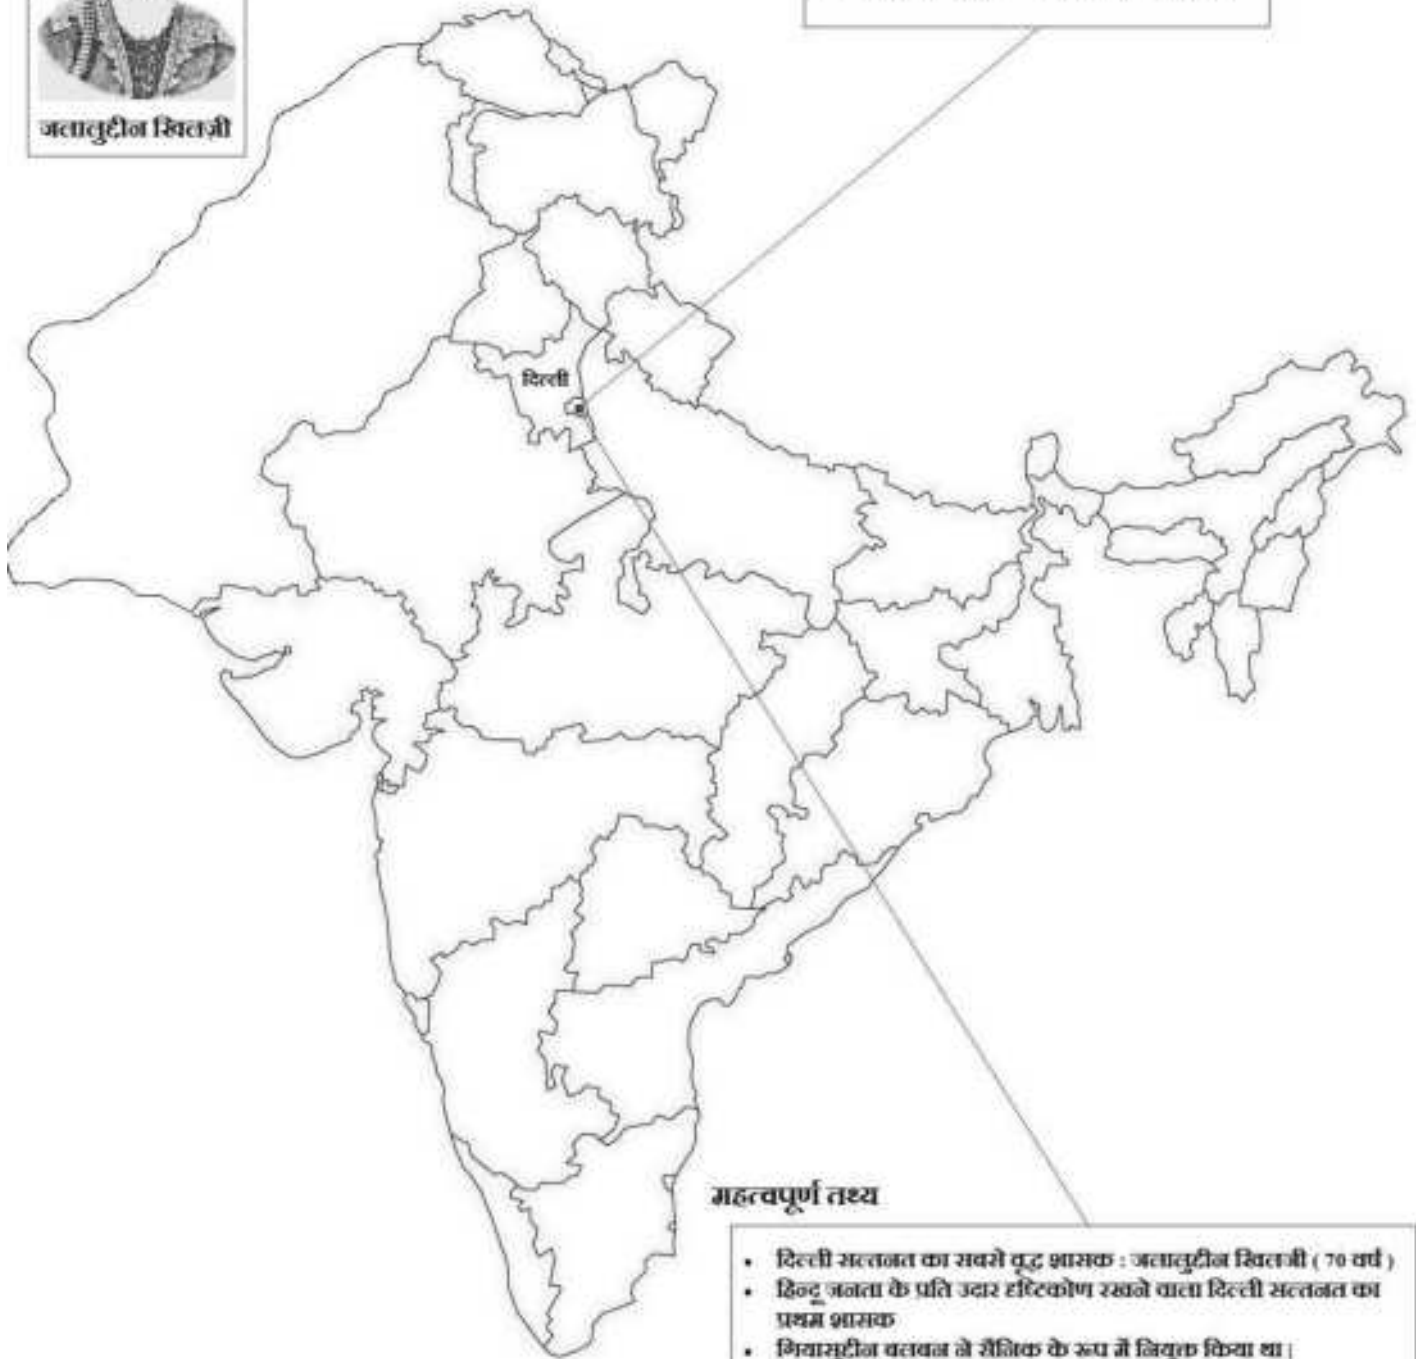 जलालुद्दीन खिलज़ी
दिल्ली
महत्वपूर्ण तथ्य
• दिल्ली सल्तनत का सबसे वृद्ध शासक : जलालुद्दीन खिलजी ( 70 वर्ष )
• हिन्दू जनता के प्रति उदार दृष्टिकोण रखने वाला दिल्ली सल्तनत का
प्रथम शासक
• गियासुद्दीन बलबन ने सैनिक के रूप में नियुक्त किया था |